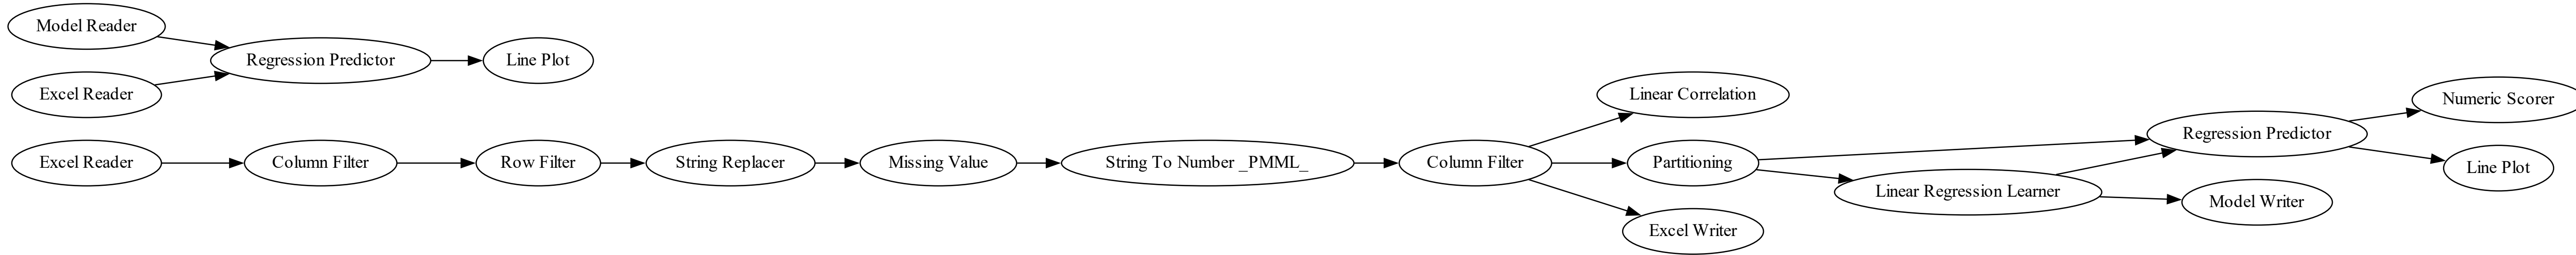 Model Reader
Regression Predictor
Line Plot
Excel Reader
Excel Reader
Column Filter
Row Filter
String Replacer
Missing Value
String To Number _PMML_
Column Filter
Linear Correlation
Partitioning
Excel Writer
Linear Regression Learner
Regression Predictor
Model Writer
Numeric Scorer
Line Plot